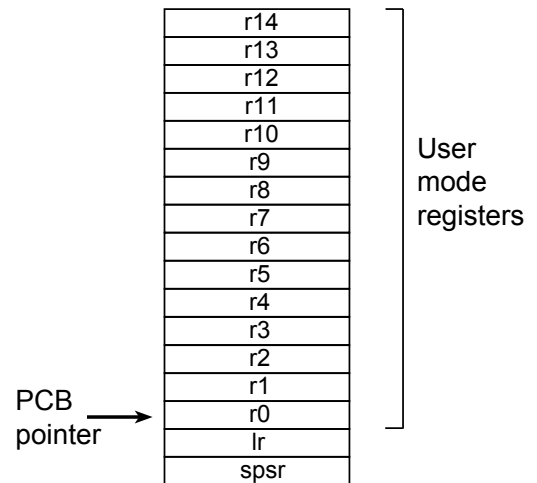 r14
r13
r12
r11
r10
r9
r8
r7
r6
r5
r4
r3
r2
r1
r0
lr
spsr
User
mode
registers
PCB
pointer